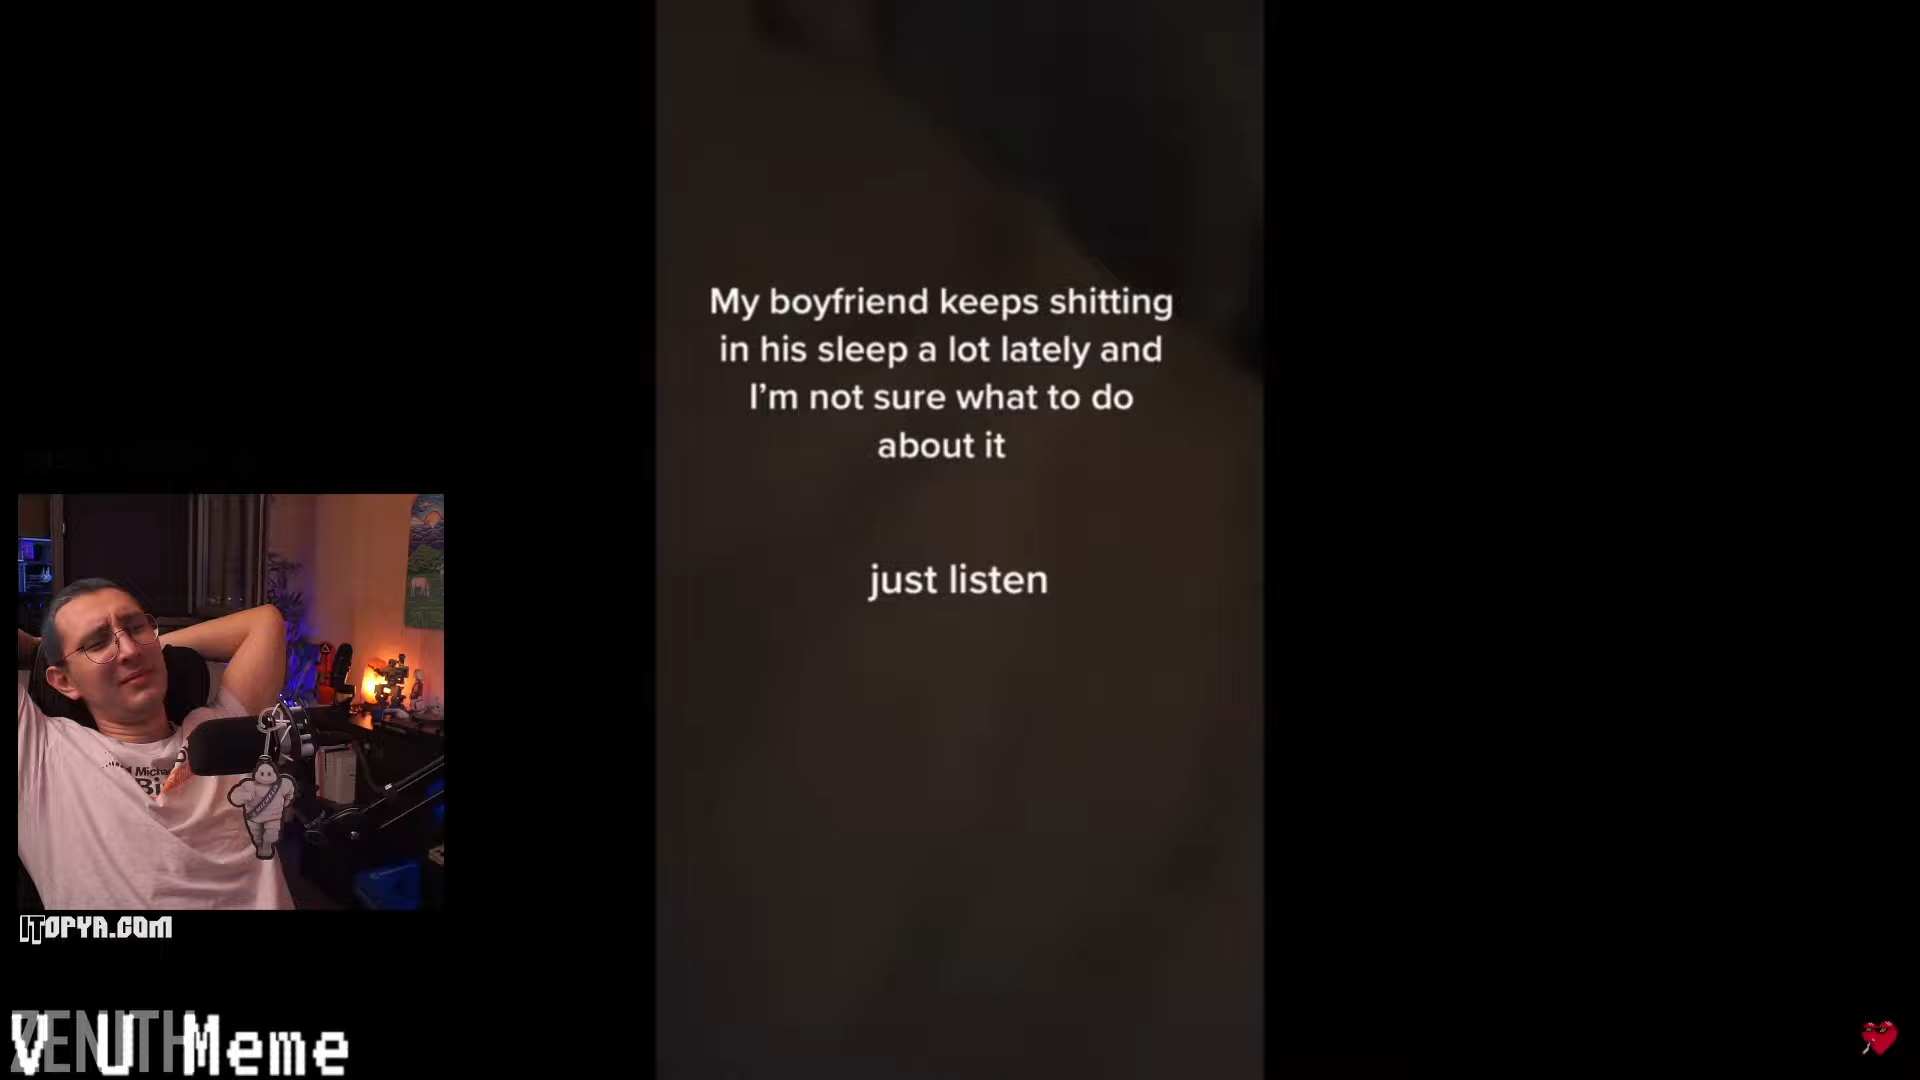 My boyfriend keeps shitting
in his sleep a lot lately and
I'm not sure what to do
about it
just listen
ITOPYA.COM
ZENITH
V U Meme